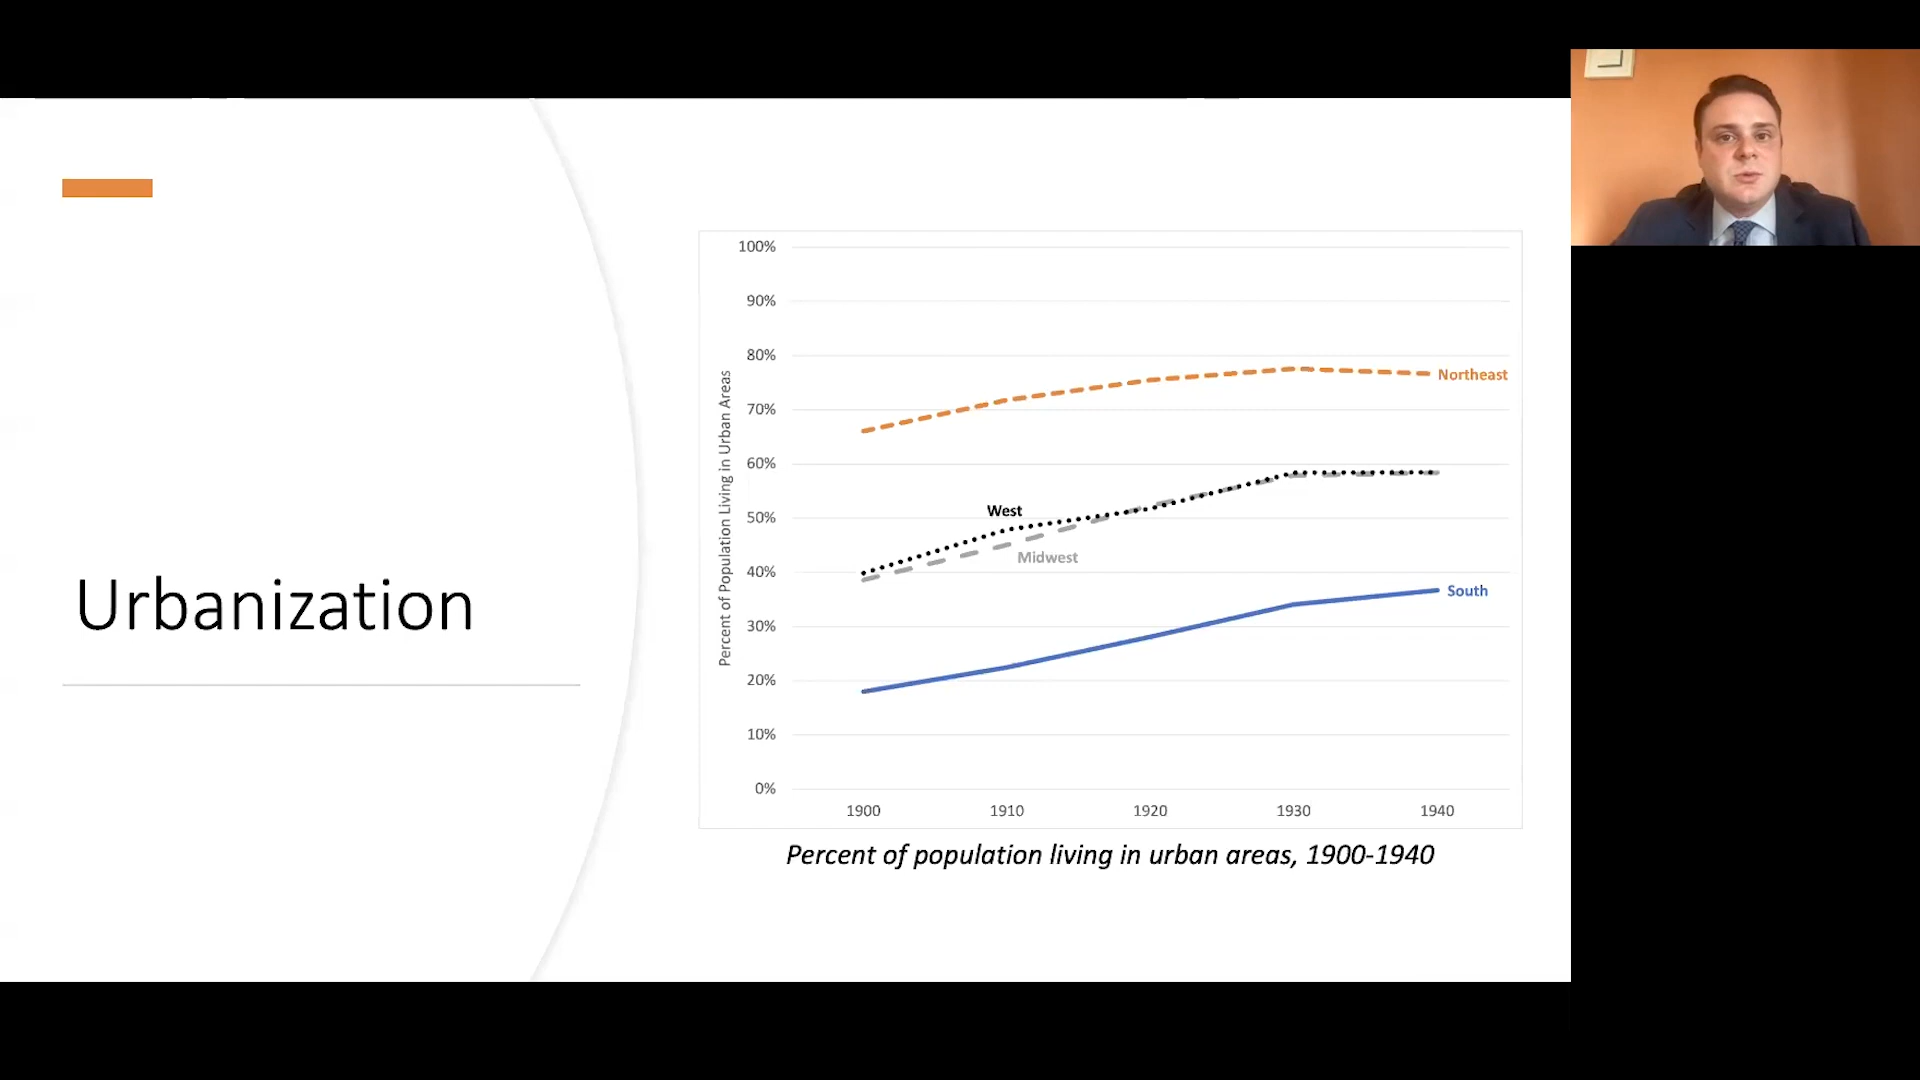 Urbanization
Percent of Population Living in Urban Areas
100%
90%
80%
70%
60%
50%
40%
30%
20%
10%
0%
Northeast
West
Midwest
South
1900 1910 1920 1930 1940
Percent of population living in urban areas, 1900-1940